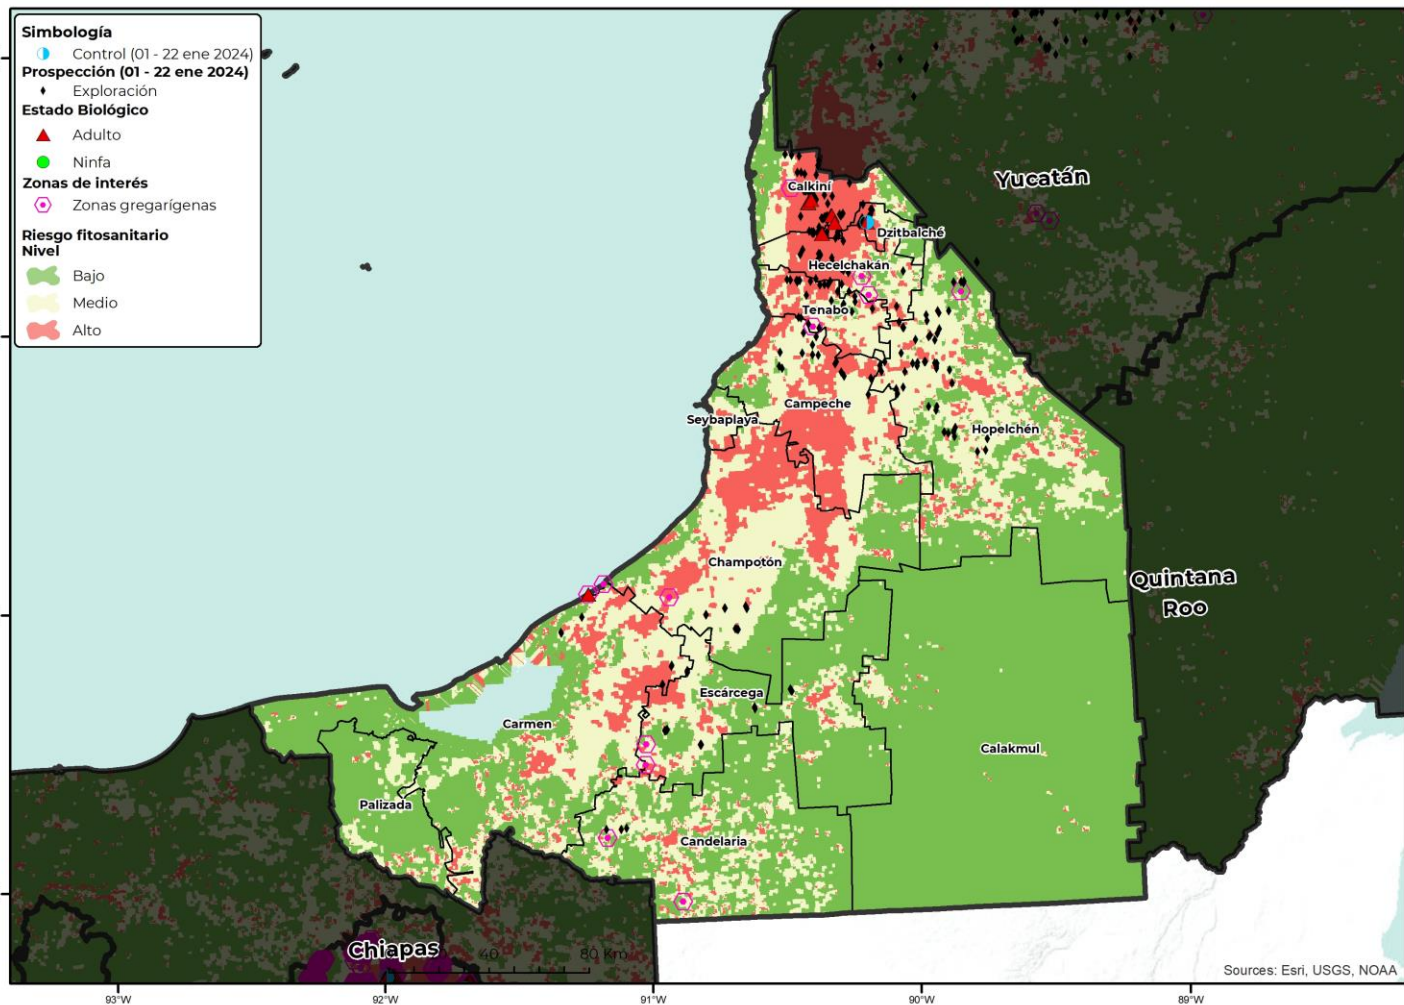 Simbología
Control (01 - 22 ene 2024)
Prospección (01 - 22 ene 2024)
Exploración
Estado Biológico
Adulto
Ninfa
Zonas de interés
Zonas gregarígenas
Riesgo fitosanitario
Nivel
Bajo
Medio
Alto
Yucatán
Calkiní
Dzitbalché
Hecelchakán
Tenabo
Campeche
Seybaplaya
Hopelchén
Champotón
Quintana
Roo
Escárcega
Carmen
Calakmul
Palizada
Candelaria
Chiapas
40
80 Km
Sources: Esri, USGS, NOAA
93°W
92°W
91°W
90°W
89°W